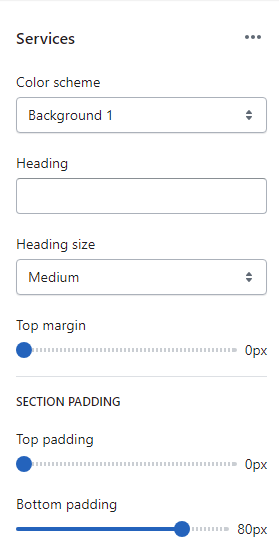 Services
Color scheme
Background 1
Heading
Heading size
Medium
Top margin
0px
SECTION PADDING
Top padding
0px
Bottom padding
80px